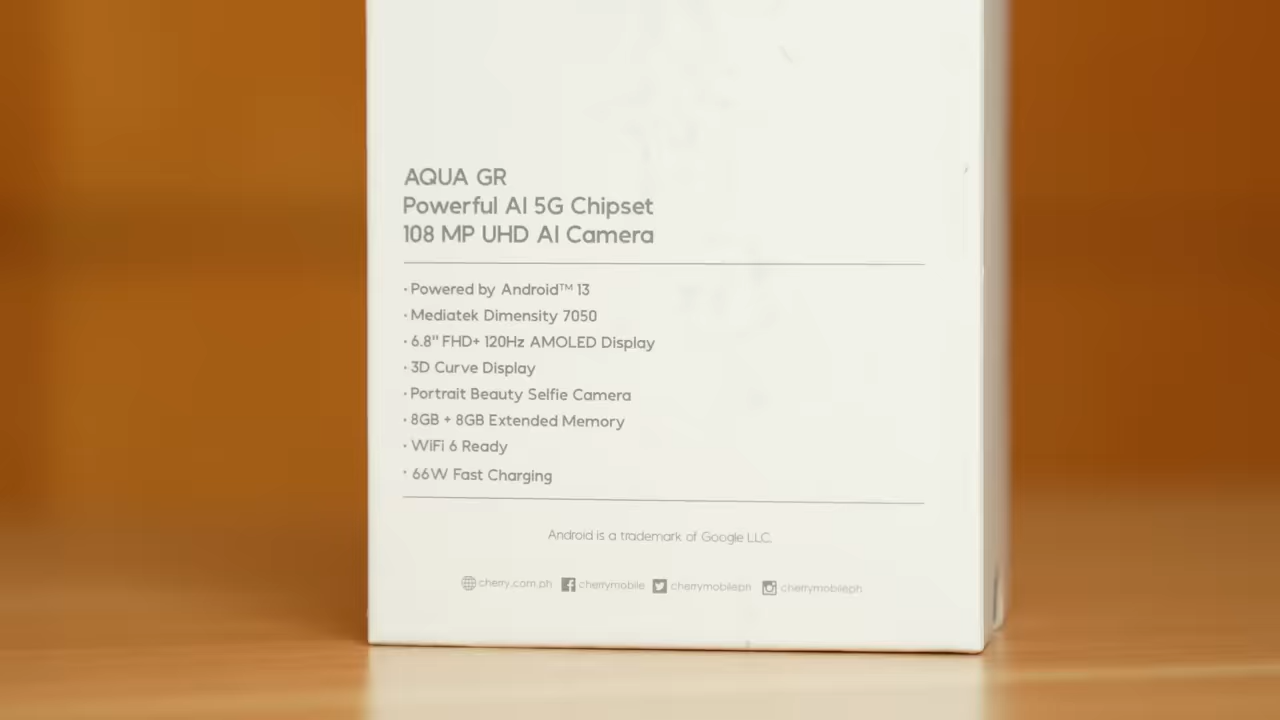 AQUA GR
Powerful AI 5G Chipset
108 MP UHD AI Camera
· Powered by Android™ 13
· Mediatek Dimensity 7050
· 6.8" FHD+ 120Hz AMOLED Display
· 3D Curve Display
· Portrait Beauty Selfie Camera
· 8GB + 8GB Extended Memory
· WiFi 6 Ready
· 66W Fast Charging
Android is a trademark of Google LLC.
cherry.com.ph cherrymobile cherrymobileph cherrymobileph